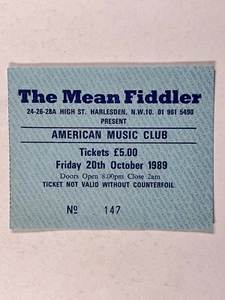 The Mean Fiddler
24-26-28A HIGH ST. HARLESDEN, N.W.10. 01 961 5490
PRESENT
AMERICAN MUSIC CLUB
Tickets £5.00
Friday 20th October 1989
Doors Open 8.00pm Close 2am
TICKET NOT VALID WITHOUT COUNTERFOIL
Nº 147